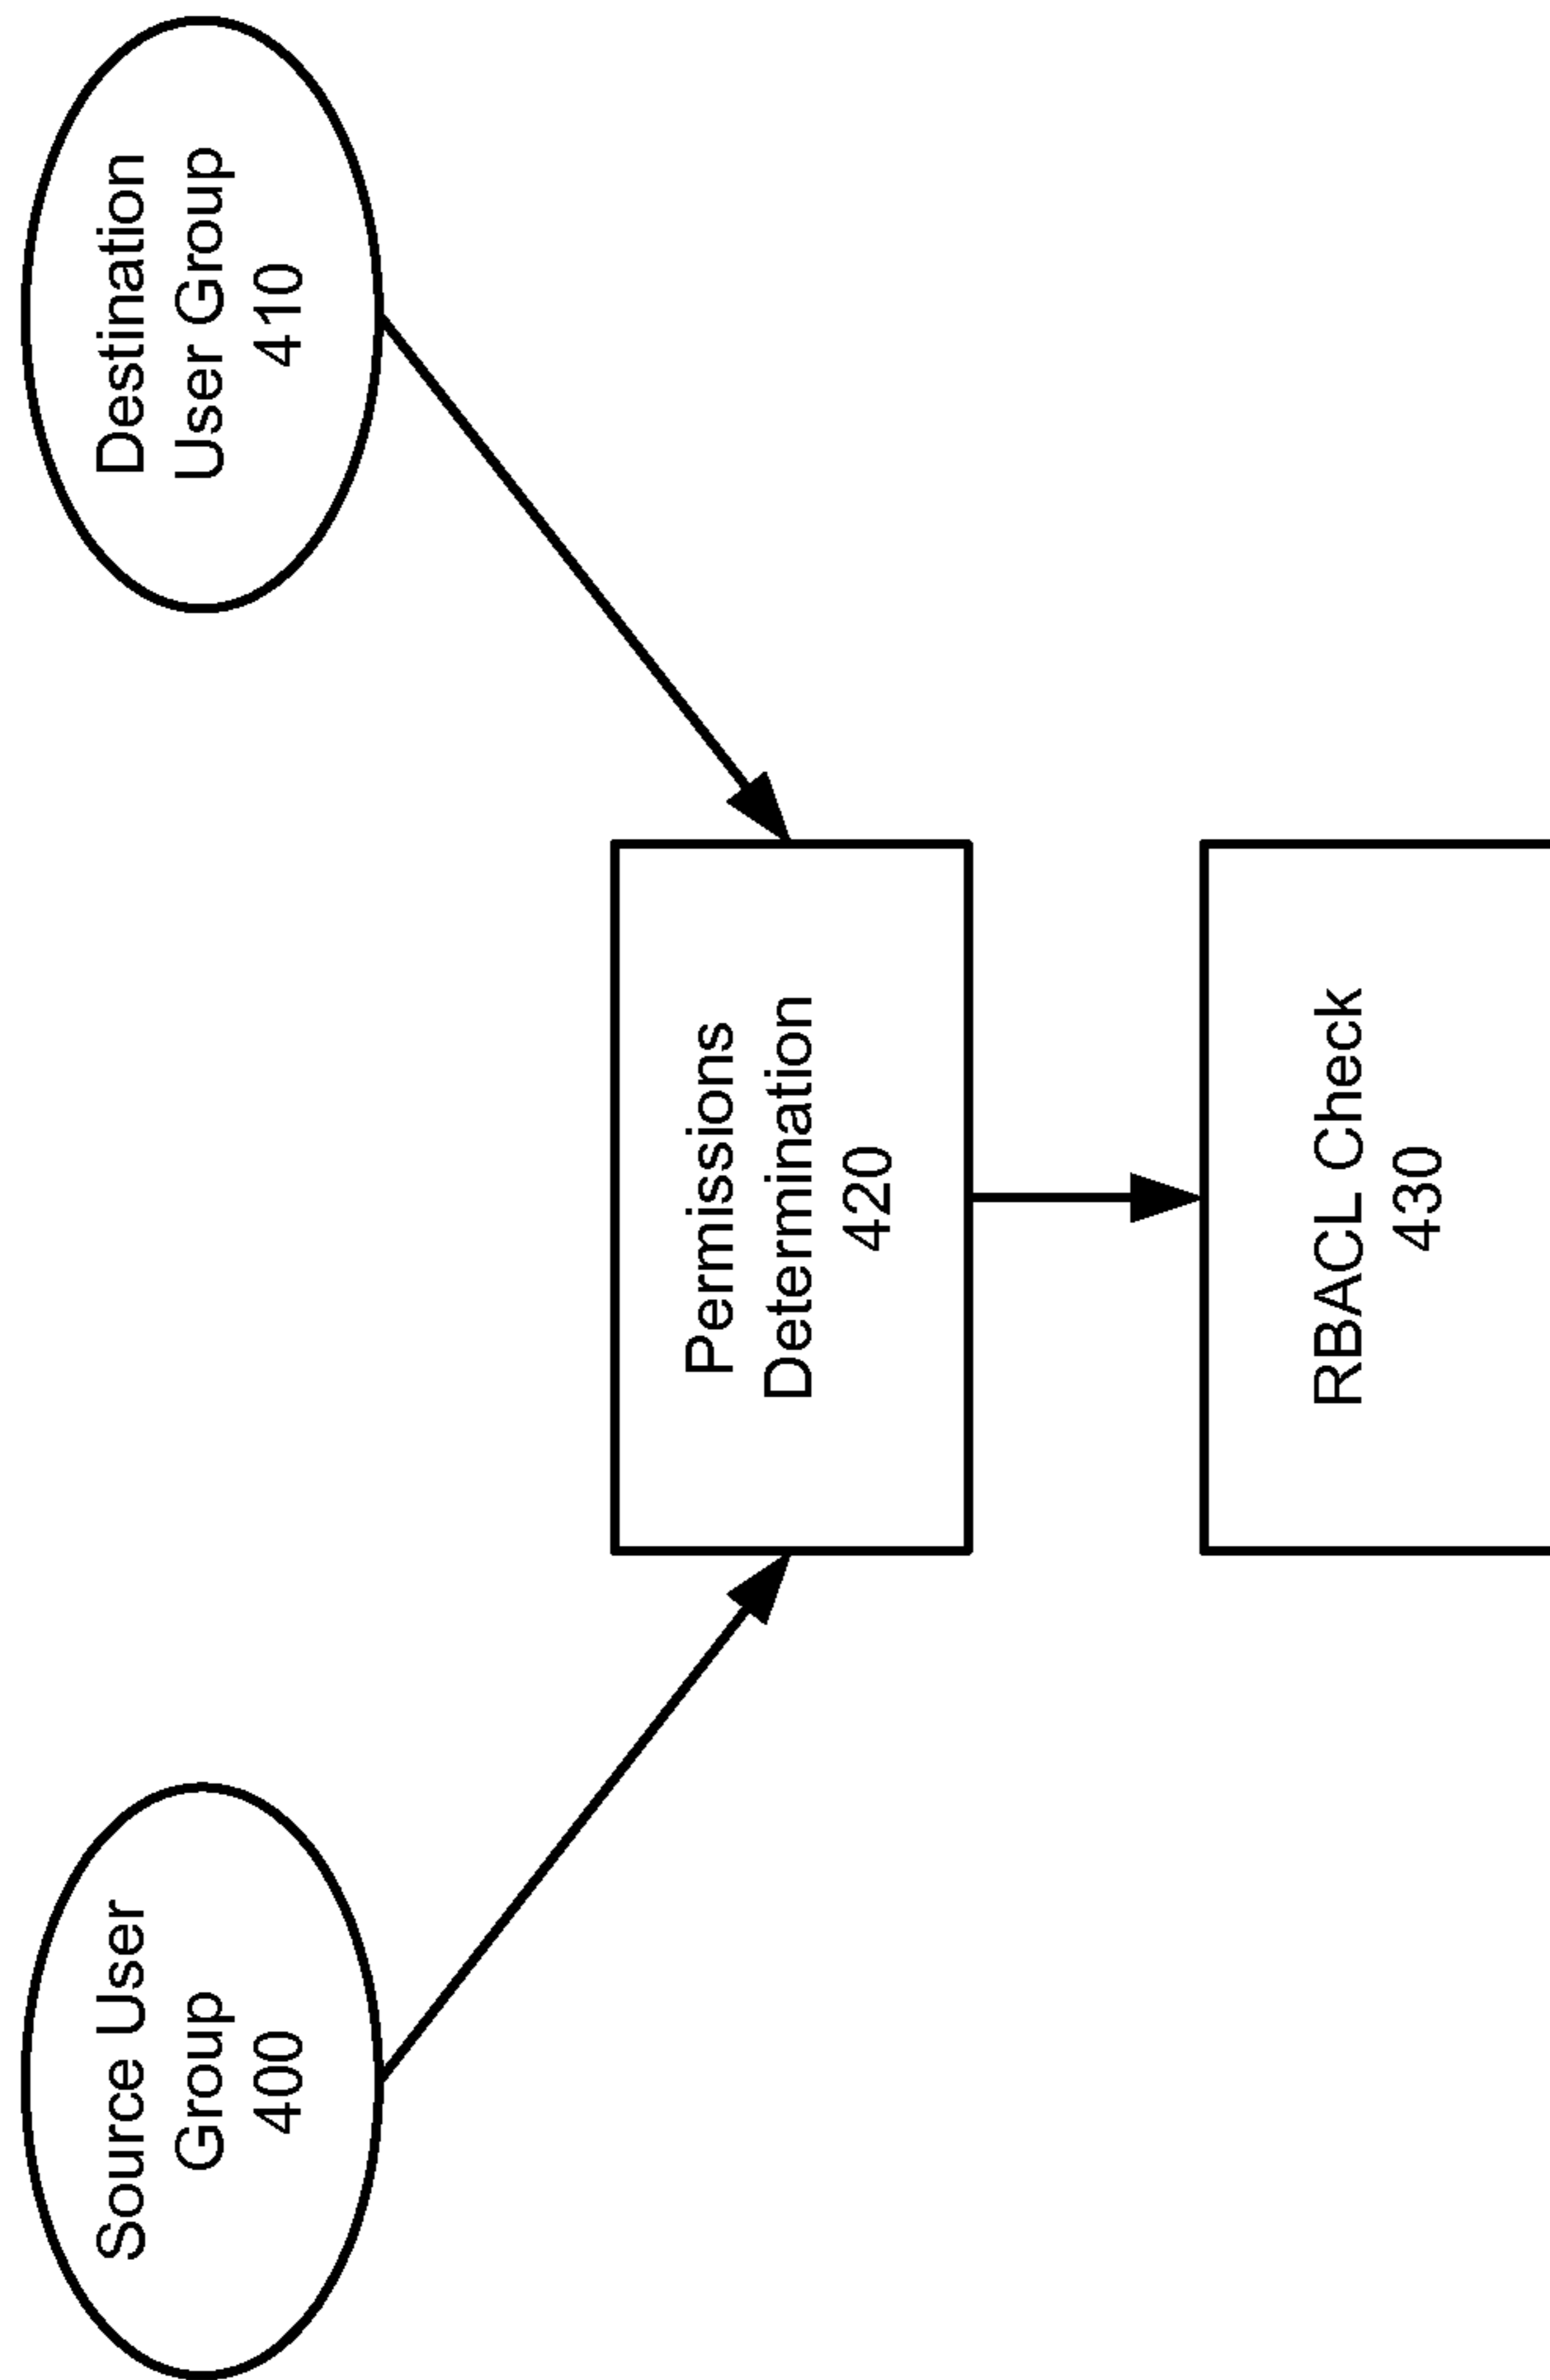 Source User
Group
400
Destination
User Group
410
Permissions
Determination
420
RBACL Check
430